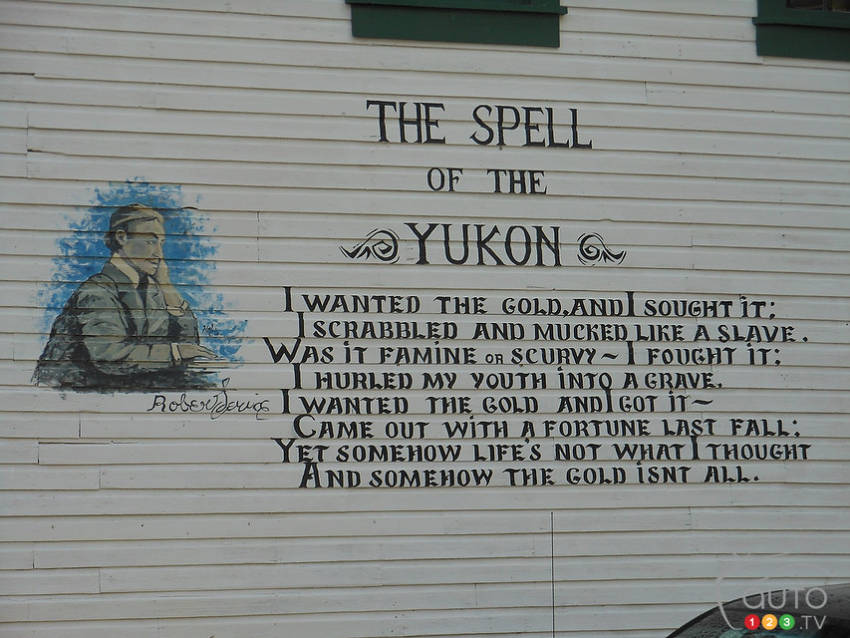 THE SPELL
OF THE
YUKON
I WANTED THE GOLD, AND I SOUGHT IT;
I SCRABBLED AND MUCKED LIKE A SLAVE.
WAS IT FAMINE OR SCURVY ~ I FOUGHT IT;
I HURLED MY YOUTH INTO A GRAVE.
I WANTED THE GOLD AND I GOT IT ~
CAME OUT WITH A FORTUNE LAST FALL;
YET SOMEHOW LIFE'S NOT WHAT I THOUGHT
AND SOMEHOW THE GOLD ISNT ALL.
Robert Service
AUTO
123.TV